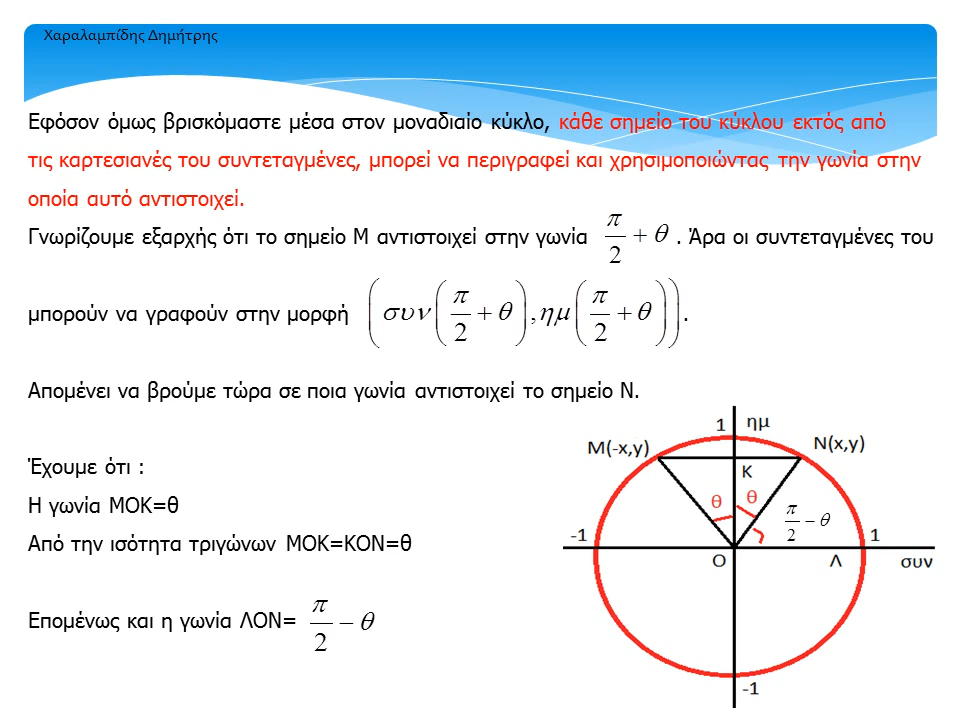 Χαραλαμπίδης Δημήτρης
Εφόσον όμως βρισκόμαστε μέσα στον μοναδιαίο κύκλο, κάθε σημείο του κύκλου εκτός από
τις καρτεσιανές του συντεταγμένες, μπορεί να περιγραφεί και χρησιμοποιώντας την γωνία στην
οποία αυτό αντιστοιχεί.
Γνωρίζουμε εξαρχής ότι το σημείο Μ αντιστοιχεί στην γωνία π/2 + θ . Άρα οι συντεταγμένες του
μπορούν να γραφούν στην μορφή (συν(π/2 + θ), ημ(π/2 + θ)).
Απομένει να βρούμε τώρα σε ποια γωνία αντιστοιχεί το σημείο Ν.
Έχουμε ότι :
Η γωνία ΜΟΚ=θ
Από την ισότητα τριγώνων ΜΟΚ=ΚΟΝ=θ
Επομένως και η γωνία ΛΟΝ= π/2 − θ
1 ημ
Μ(-x,y) Ν(x,y)
Κ
θ θ π/2 − θ
-1 1
Ο Λ συν
-1